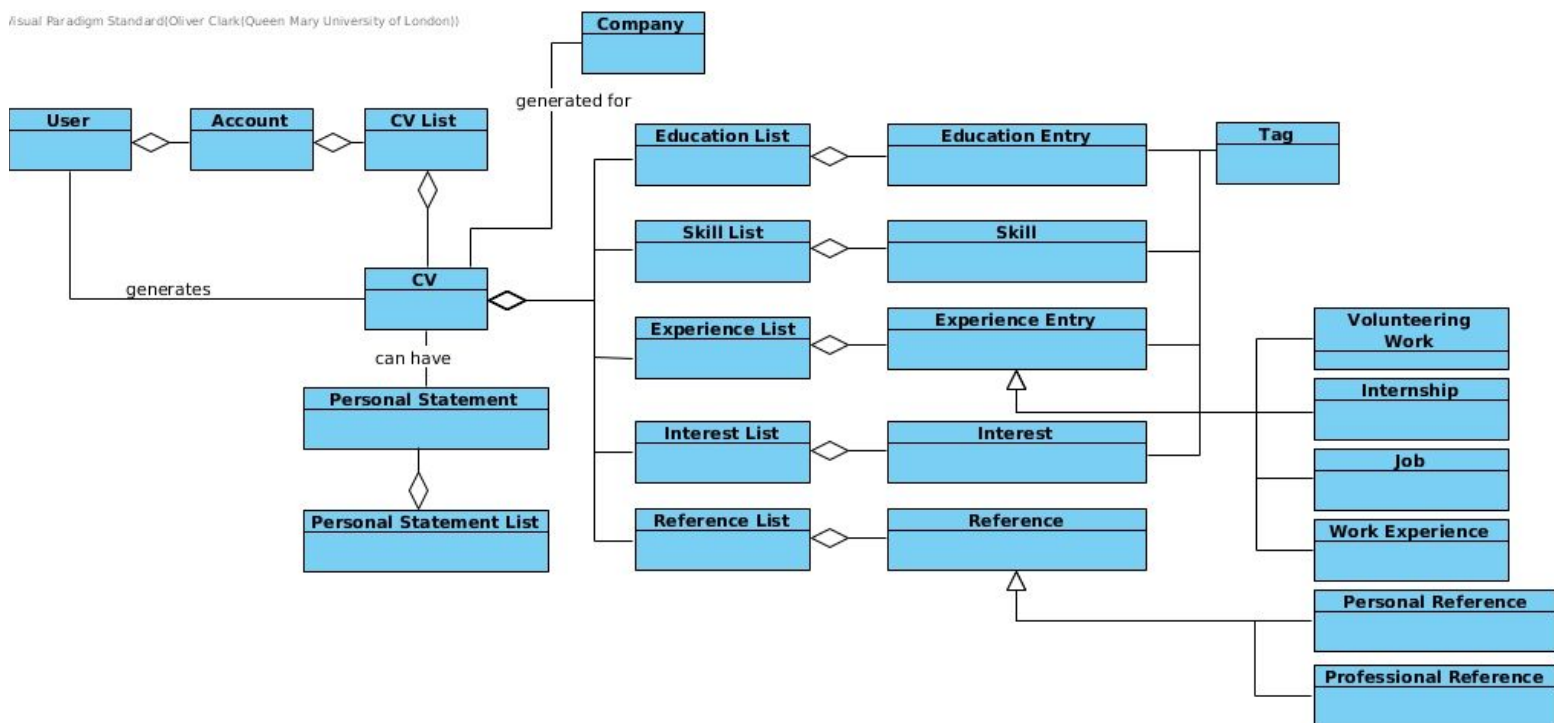 Visual Paradigm Standard(Oliver Clark(Queen Mary University of London))
Company
generated for
User
Account
CV List
Education List
Education Entry
Tag
Skill List
Skill
CV
generates
Experience List
Experience Entry
Volunteering
Work
can have
Personal Statement
Internship
Interest List
Interest
Job
Personal Statement List
Reference List
Reference
Work Experience
Personal Reference
Professional Reference